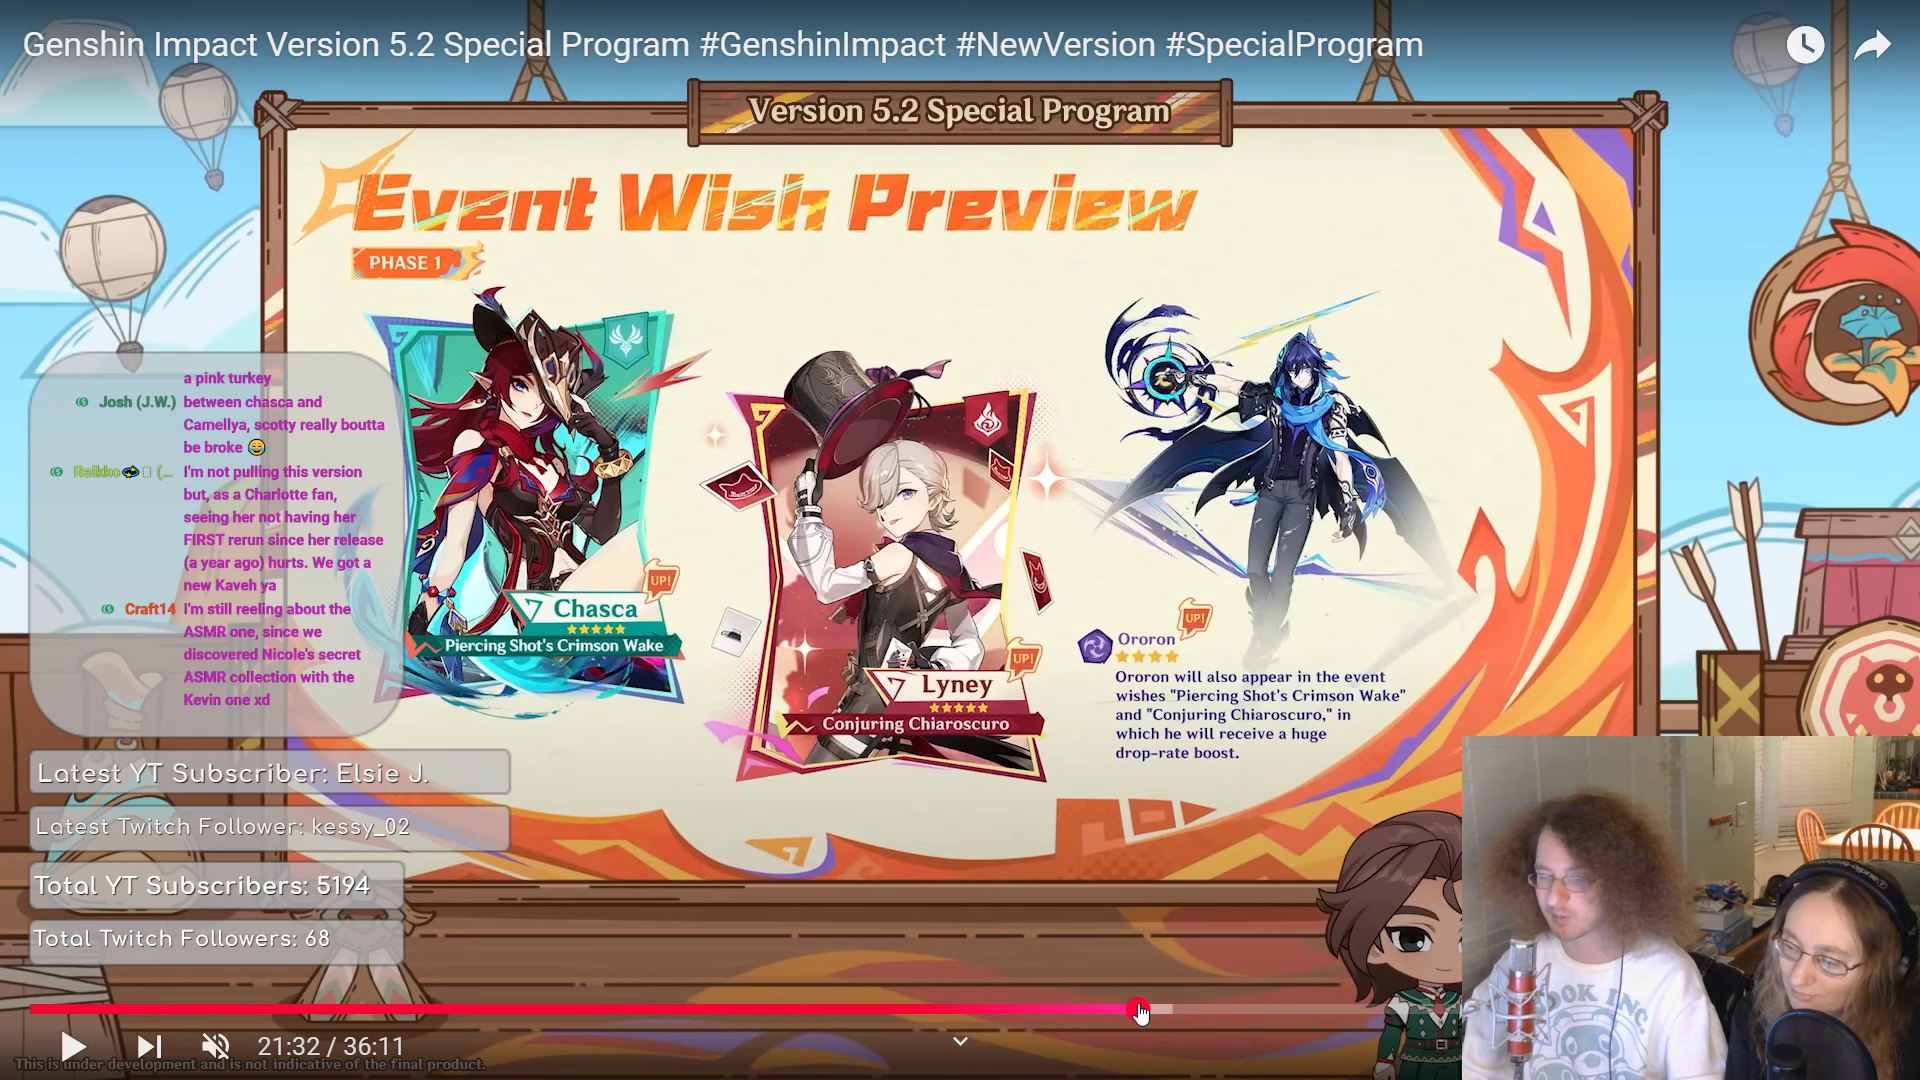 Genshin Impact Version 5.2 Special Program #GenshinImpact #NewVersion #SpecialProgram
Version 5.2 Special Program
Event Wish Preview
PHASE 1
a pink turkey
Josh (J.W.) between chasca and
Camellya, scotty really boutta
be broke 😅
Reikko (... I'm not pulling this version
but, as a Charlotte fan,
seeing her not having her
FIRST rerun since her release
(a year ago) hurts. We got a
new Kaveh ya
Craft14 I'm still reeling about the
ASMR one, since we
discovered Nicole's secret
ASMR collection with the
Kevin one xd
UP!
Chasca
Piercing Shot's Crimson Wake
UP!
Lyney
Conjuring Chiaroscuro
UP!
Ororon
Ororon will also appear in the event
wishes "Piercing Shot's Crimson Wake"
and "Conjuring Chiaroscuro," in
which he will receive a huge
drop-rate boost.
Latest YT Subscriber: Elsie J.
Latest Twitch Follower: kessy_02
Total YT Subscribers: 5194
Total Twitch Followers: 68
21:32 / 36:11
This is under development and is not indicative of the final product.